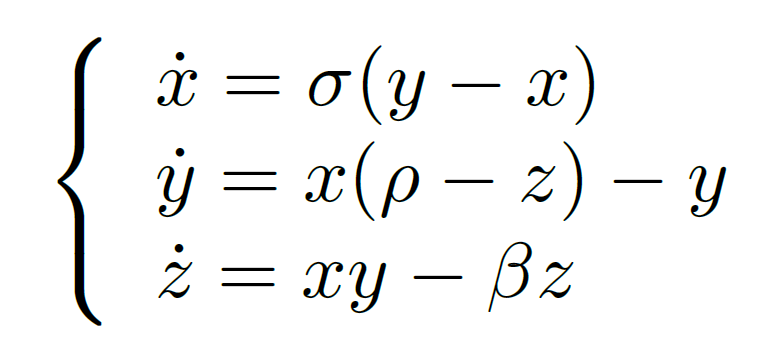 ẋ = σ(y − x)
ẏ = x(ρ − z) − y
ż = xy − βz